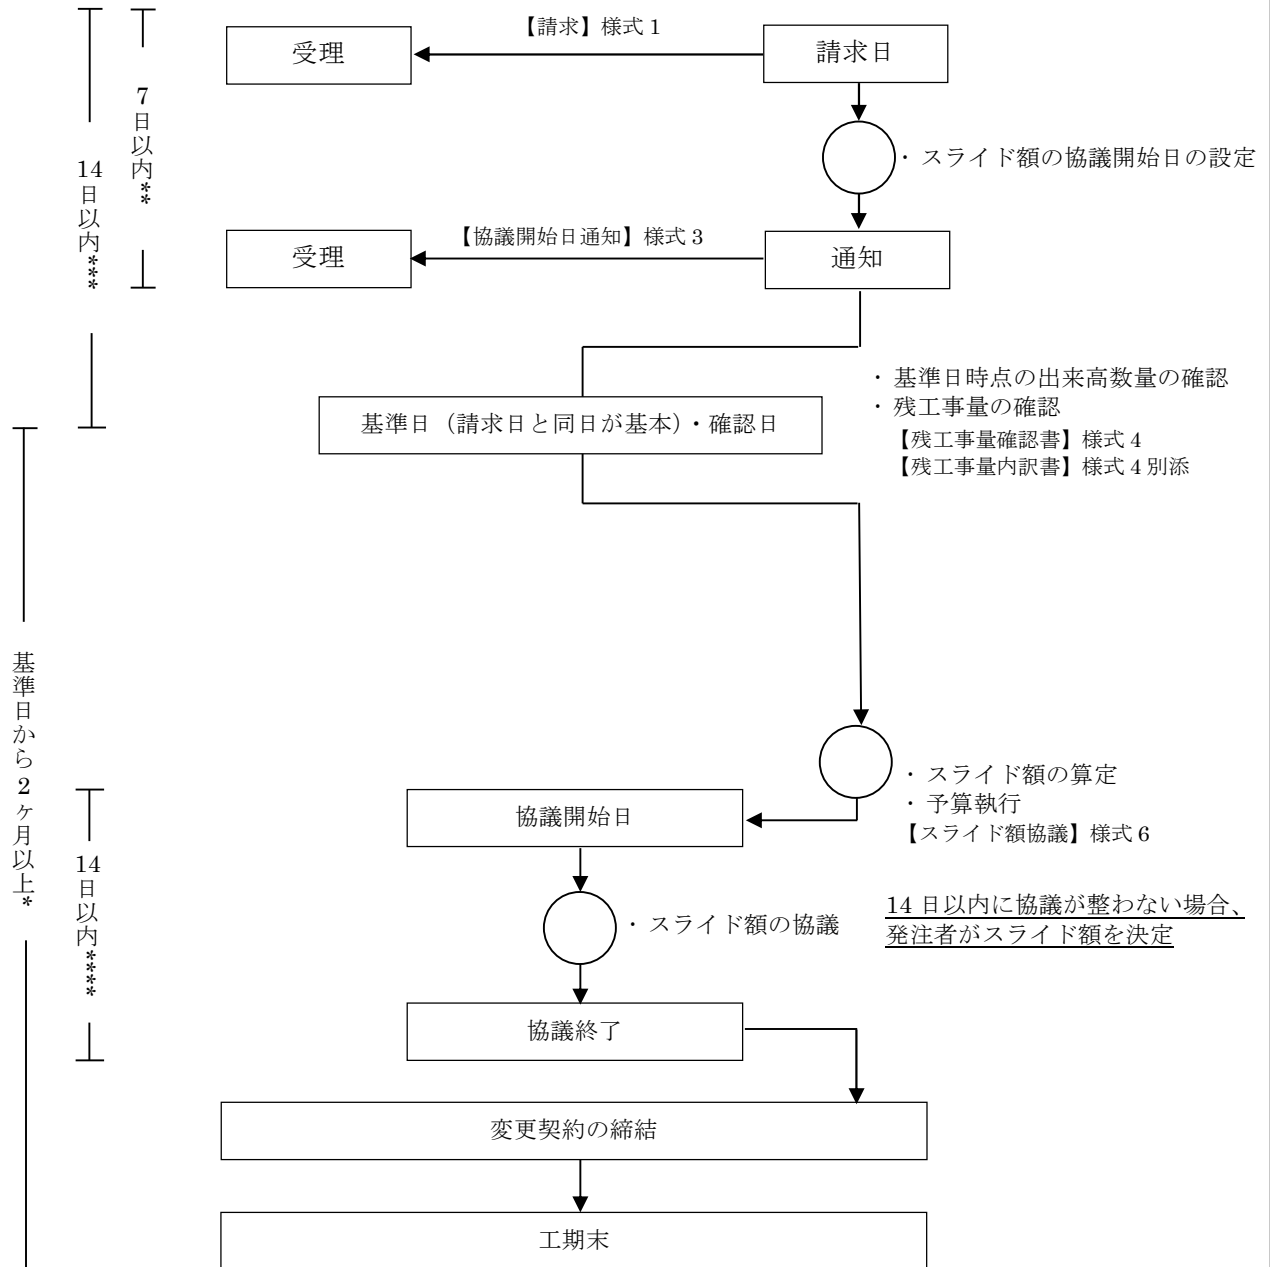 【請求】様式 1
受理
請求日
7日以内**
14日以内***
・ スライド額の協議開始日の設定
【協議開始日通知】様式 3
受理
通知
・ 基準日時点の出来高数量の確認
・ 残工事量の確認
【残工事量確認書】様式 4
【残工事量内訳書】様式 4 別添
基準日（請求日と同日が基本）・確認日
基準日から2ヶ月以上*
・ スライド額の算定
・ 予算執行
【スライド額協議】様式 6
協議開始日
14日以内****
・ スライド額の協議
14 日以内に協議が整わない場合、
発注者がスライド額を決定
協議終了
変更契約の締結
工期末